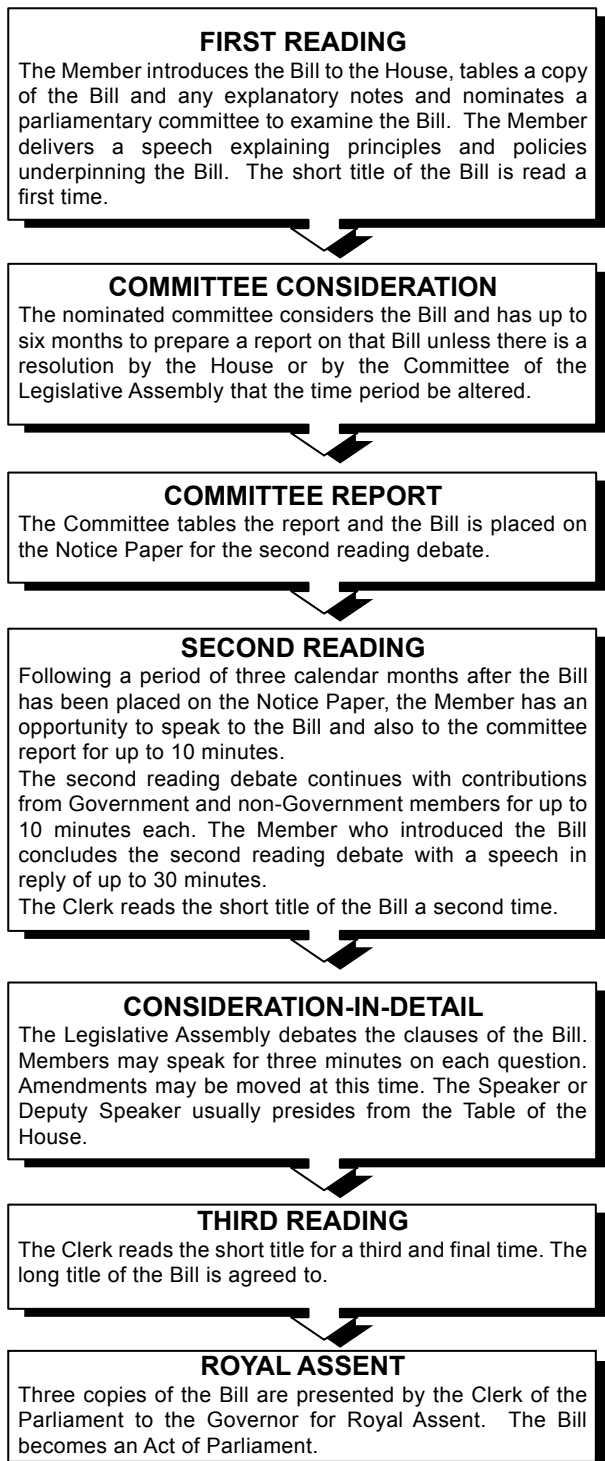 FIRST READING
The Member introduces the Bill to the House, tables a copy
of the Bill and any explanatory notes and nominates a
parliamentary committee to examine the Bill.  The Member
delivers a speech explaining principles and policies
underpinning the Bill.  The short title of the Bill is read a
first time.
COMMITTEE CONSIDERATION
The nominated committee considers the Bill and has up to
six months to prepare a report on that Bill unless there is a
resolution by the House or by the Committee of the
Legislative Assembly that the time period be altered.
COMMITTEE REPORT
The Committee tables the report and the Bill is placed on
the Notice Paper for the second reading debate.
SECOND READING
Following a period of three calendar months after the Bill
has been placed on the Notice Paper, the Member has an
opportunity to speak to the Bill and also to the committee
report for up to 10 minutes.
The second reading debate continues with contributions
from Government and non-Government members for up to
10 minutes each. The Member who introduced the Bill
concludes the second reading debate with a speech in
reply of up to 30 minutes.
The Clerk reads the short title of the Bill a second time.
CONSIDERATION-IN-DETAIL
The Legislative Assembly debates the clauses of the Bill.
Members may speak for three minutes on each question.
Amendments may be moved at this time. The Speaker or
Deputy Speaker usually presides from the Table of the
House.
THIRD READING
The Clerk reads the short title for a third and final time. The
long title of the Bill is agreed to.
ROYAL ASSENT
Three copies of the Bill are presented by the Clerk of the
Parliament to the Governor for Royal Assent.  The Bill
becomes an Act of Parliament.